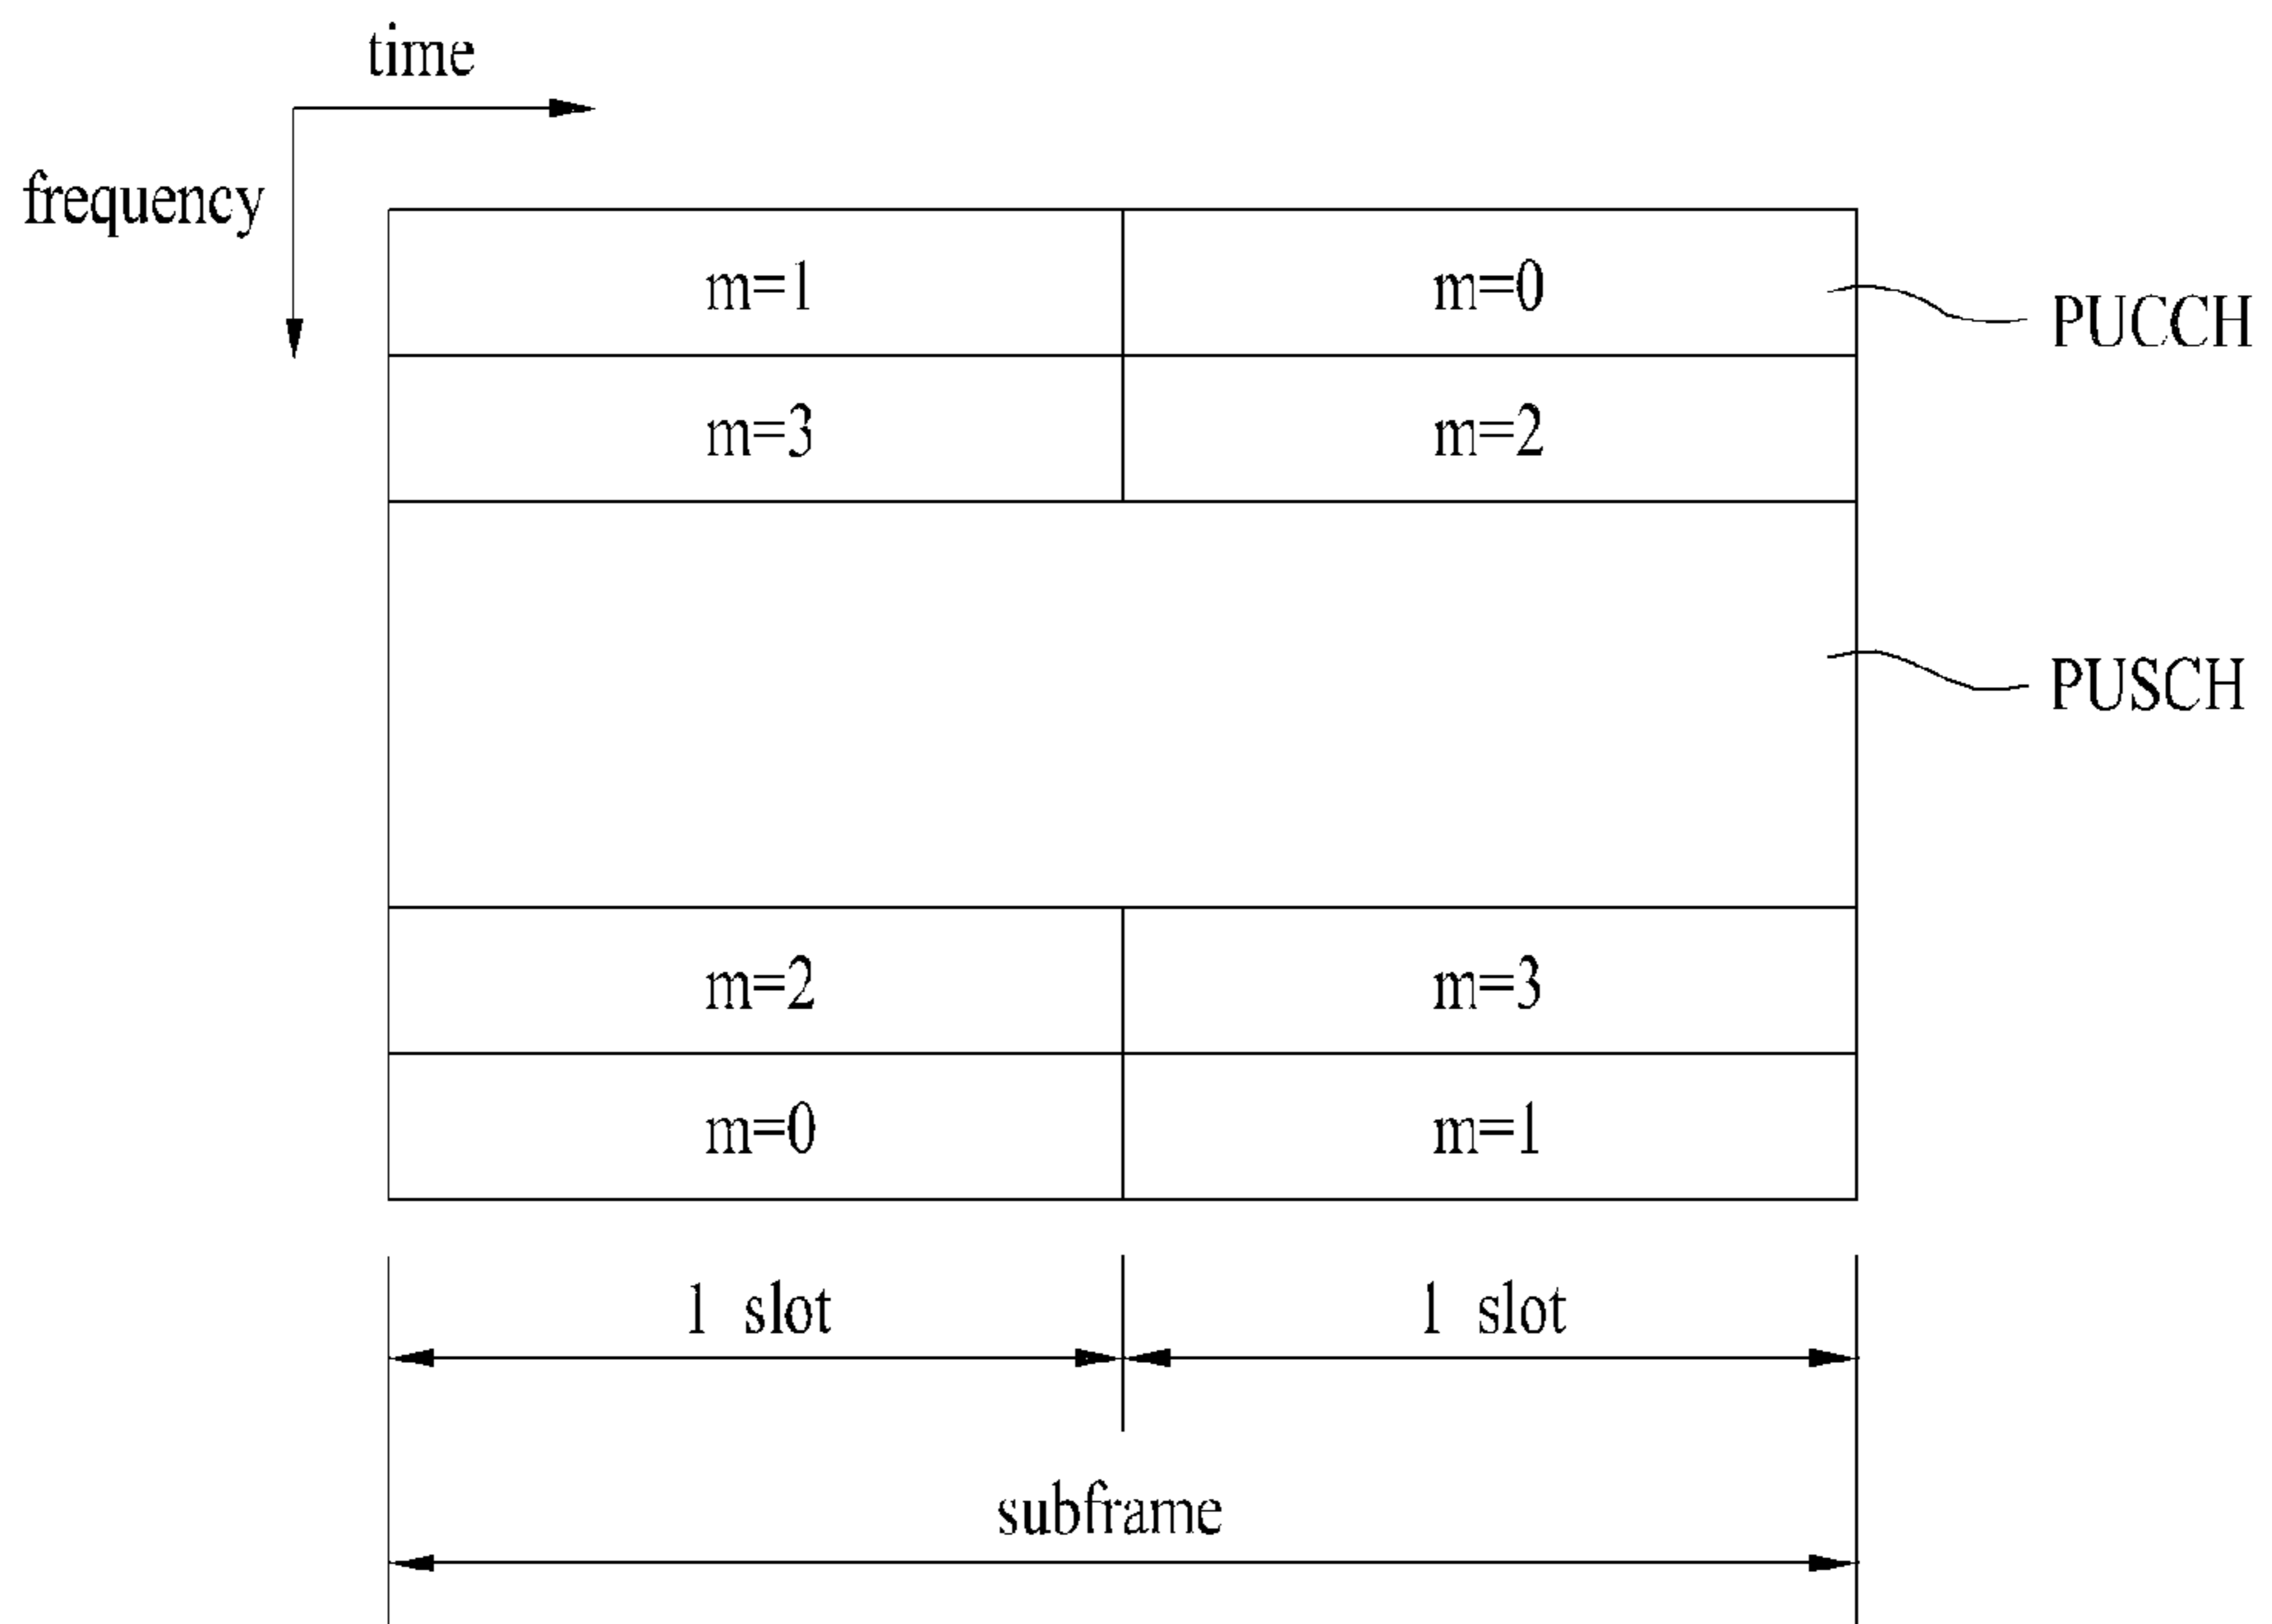 time
frequency
m=1 m=0
PUCCH
m=3 m=2
PUSCH
m=2 m=3
m=0 m=1
1 slot 1 slot
subframe